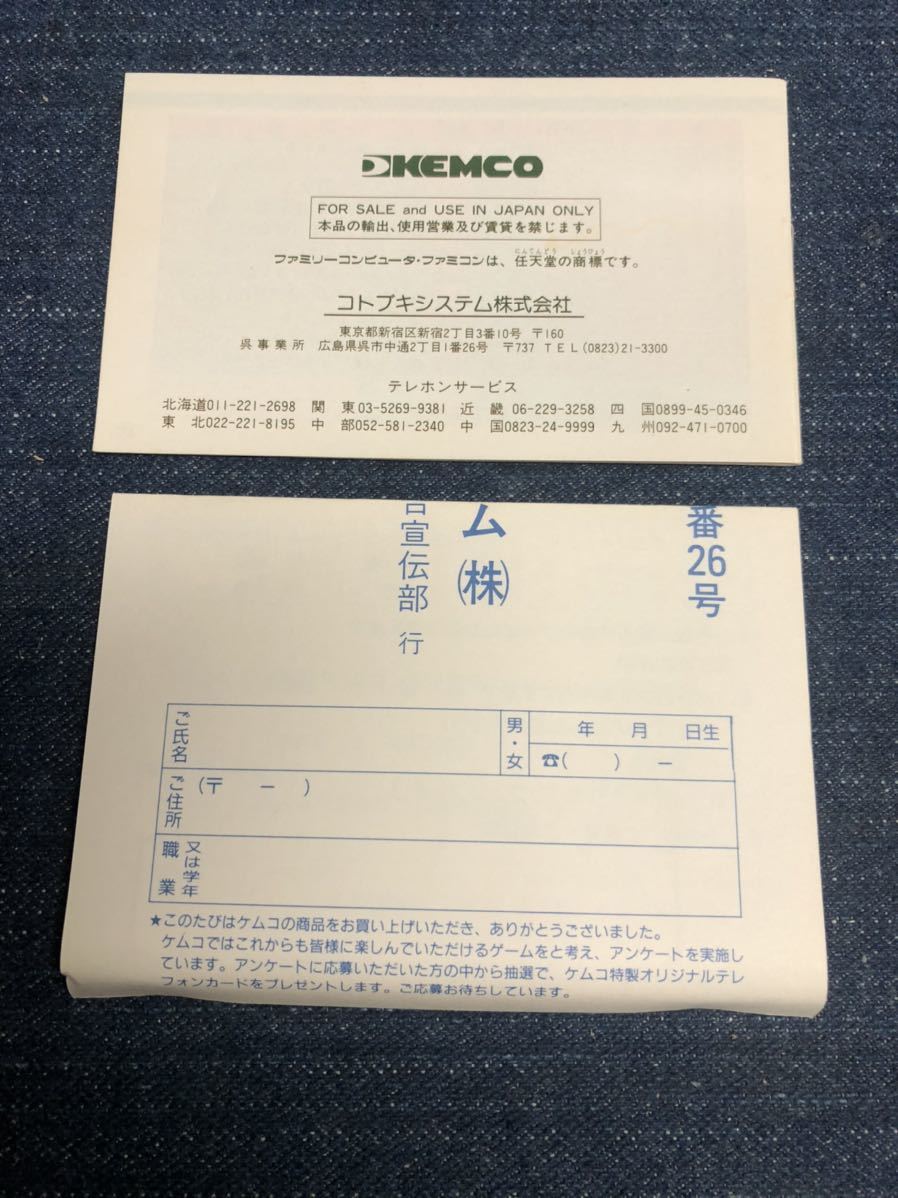 KEMCO
FOR SALE and USE IN JAPAN ONLY
本品の輸出、使用営業及び賃貸を禁じます。
ファミリーコンピュータ・ファミコンは、任天堂の商標です。
コトブキシステム株式会社
東京都新宿区新宿2丁目3番10号 〒160
呉事業所 広島県呉市中通2丁目1番26号 〒737 TEL(0823)21-3300
テレホンサービス
北海道011-221-2698 関東03-5269-9381 近畿06-229-3258 四国0899-45-0346
東北022-221-8195 中部052-581-2340 中国0823-24-9999 九州092-471-0700
番26号
ム㈱
宣伝部 行
ご氏名
男・女
年 月 日生
☎( ) －
ご住所
(〒 － )
職業
又は学年
★このたびはケムコの商品をお買い上げいただき、ありがとうございました。
ケムコではこれからも皆様に楽しんでいただけるゲームをと考え、アンケートを実施し
ています。アンケートに応募いただいた方の中から抽選で、ケムコ特製オリジナルテレ
フォンカードをプレゼントします。ご応募お待ちしています。